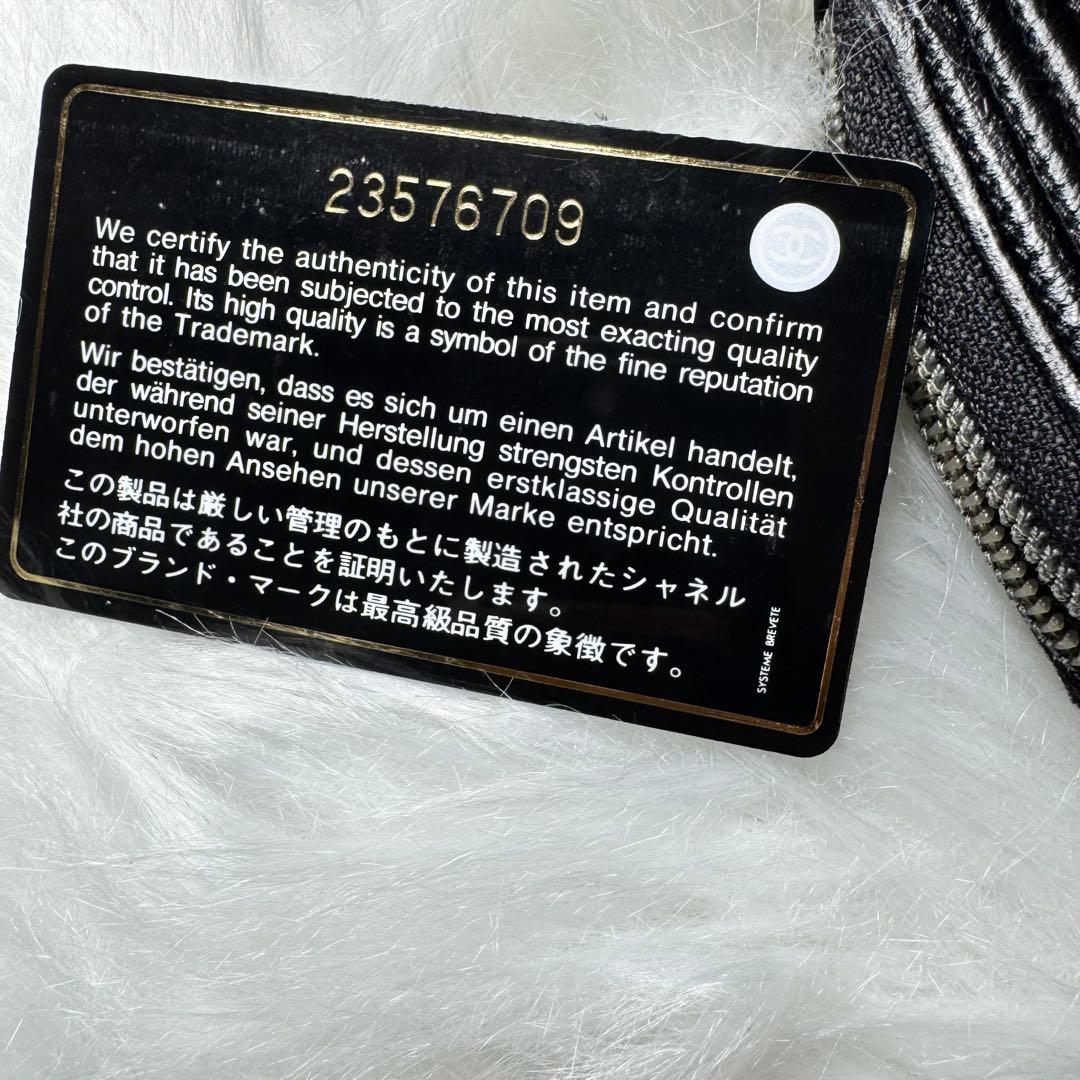 23576709
We certify the authenticity of this item and confirm
that it has been subjected to the most exacting quality
control. Its high quality is a symbol of the fine reputation
of the Trademark.
Wir bestätigen, dass es sich um einen Artikel handelt,
der während seiner Herstellung strengsten Kontrollen
unterworfen war, und dessen erstklassige Qualität
dem hohen Ansehen unserer Marke entspricht.
この製品は厳しい管理のもとに製造されたシャネル
社の商品であることを証明いたします。
このブランド・マークは最高級品質の象徴です。
SYSTEME BREVETE